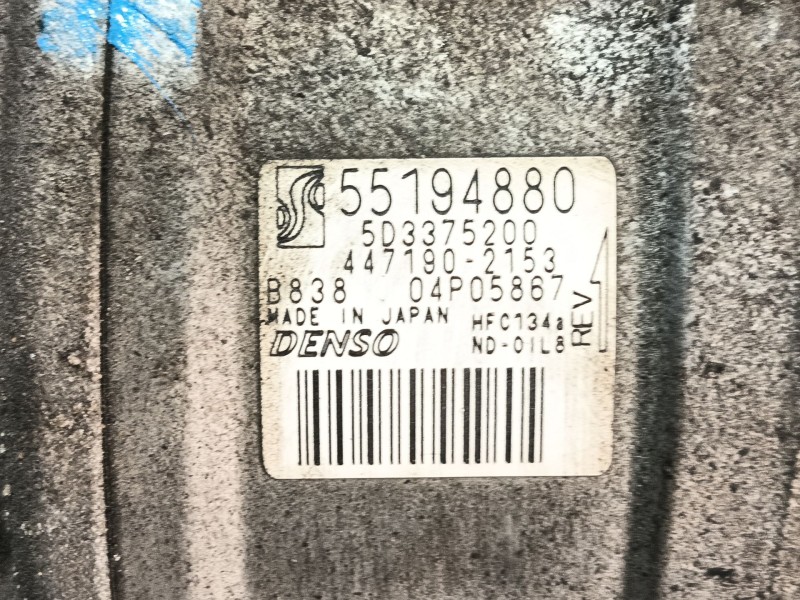 55194880
5D3375200
447190-2153
B838 04P05867
MADE IN JAPAN HFC134a
DENSO ND-OIL8
REV